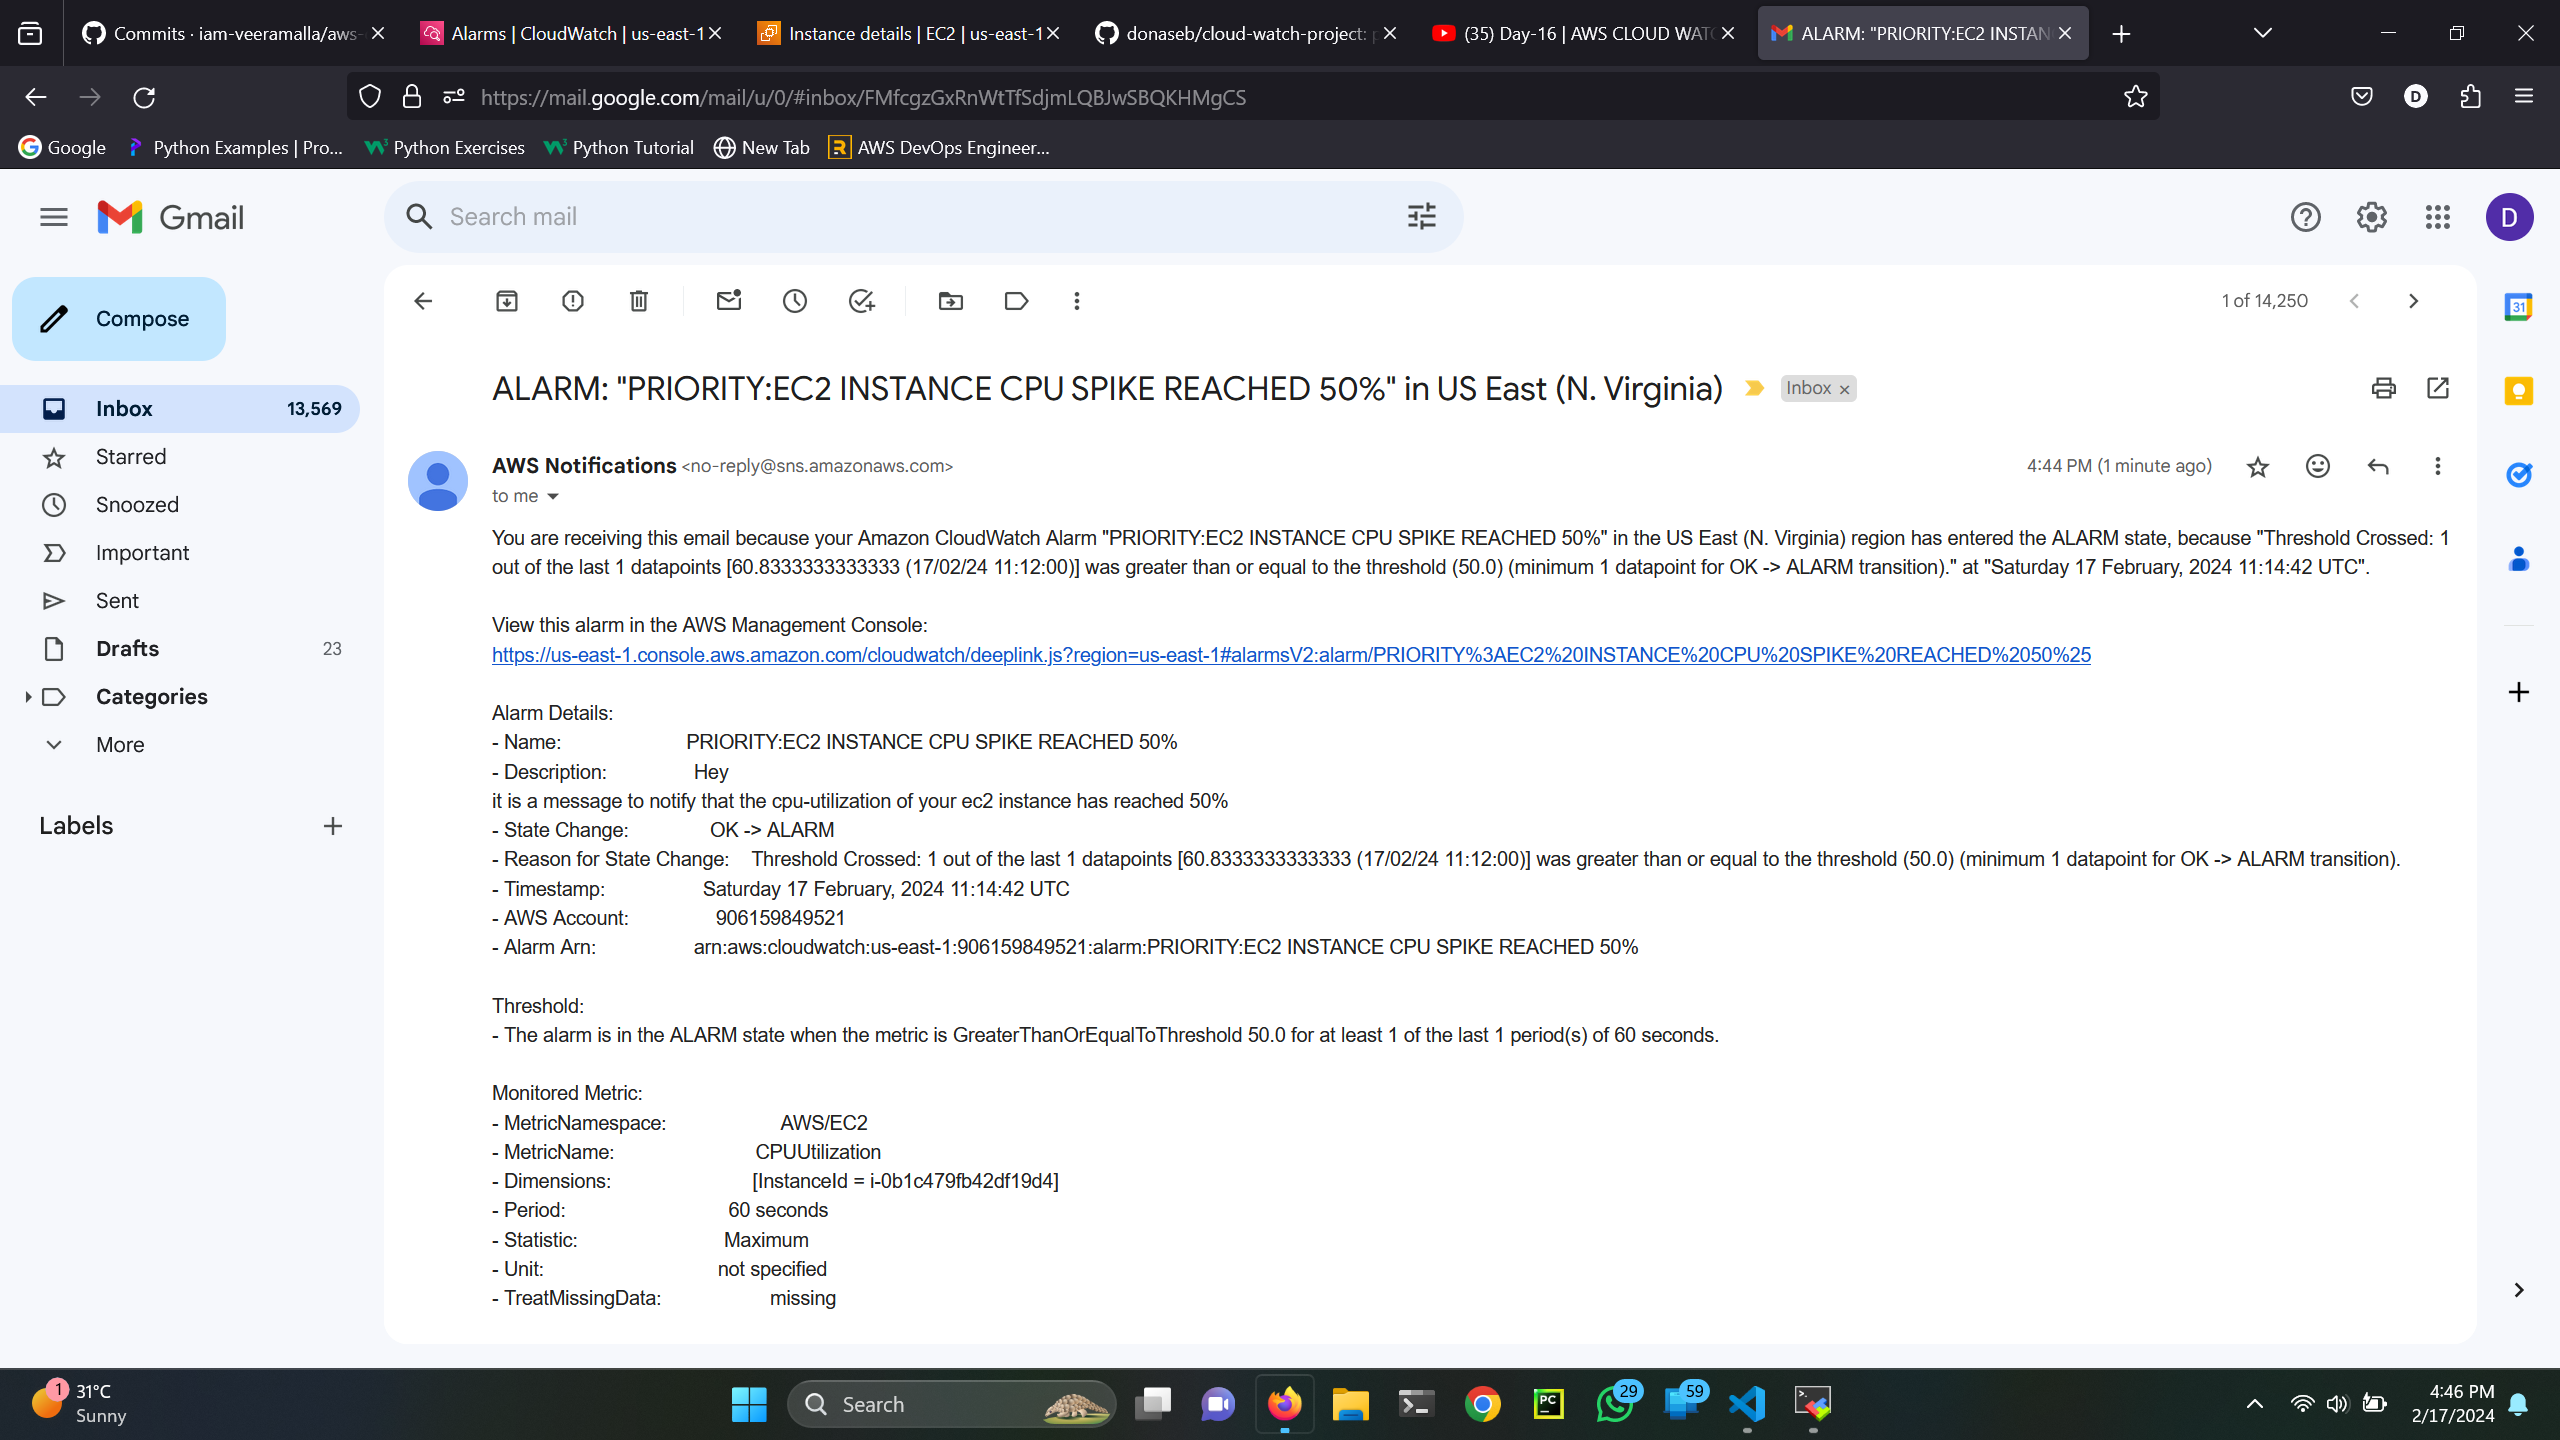 Commits · iam-veeramalla/aws-
Alarms | CloudWatch | us-east-1
Instance details | EC2 | us-east-1
donaseb/cloud-watch-project: p
(35) Day-16 | AWS CLOUD WATC
ALARM: "PRIORITY:EC2 INSTAN
https://mail.google.com/mail/u/0/#inbox/FMfcgzGxRnWtTfSdjmLQBJwSBQKHMgCS
D
Google
Python Examples | Pro...
Python Exercises
Python Tutorial
New Tab
AWS DevOps Engineer...
Gmail
Search mail
D
Compose
1 of 14,250
31
Inbox 13,569
Starred
Snoozed
Important
Sent
Drafts 23
Categories
More
Labels
ALARM: "PRIORITY:EC2 INSTANCE CPU SPIKE REACHED 50%" in US East (N. Virginia) Inbox
AWS Notifications <no-reply@sns.amazonaws.com> 4:44 PM (1 minute ago)
to me
You are receiving this email because your Amazon CloudWatch Alarm "PRIORITY:EC2 INSTANCE CPU SPIKE REACHED 50%" in the US East (N. Virginia) region has entered the ALARM state, because "Threshold Crossed: 1
out of the last 1 datapoints [60.8333333333333 (17/02/24 11:12:00)] was greater than or equal to the threshold (50.0) (minimum 1 datapoint for OK -> ALARM transition)." at "Saturday 17 February, 2024 11:14:42 UTC".
View this alarm in the AWS Management Console:
https://us-east-1.console.aws.amazon.com/cloudwatch/deeplink.js?region=us-east-1#alarmsV2:alarm/PRIORITY%3AEC2%20INSTANCE%20CPU%20SPIKE%20REACHED%2050%25
Alarm Details:
- Name: PRIORITY:EC2 INSTANCE CPU SPIKE REACHED 50%
- Description: Hey
it is a message to notify that the cpu-utilization of your ec2 instance has reached 50%
- State Change: OK -> ALARM
- Reason for State Change: Threshold Crossed: 1 out of the last 1 datapoints [60.8333333333333 (17/02/24 11:12:00)] was greater than or equal to the threshold (50.0) (minimum 1 datapoint for OK -> ALARM transition).
- Timestamp: Saturday 17 February, 2024 11:14:42 UTC
- AWS Account: 906159849521
- Alarm Arn: arn:aws:cloudwatch:us-east-1:906159849521:alarm:PRIORITY:EC2 INSTANCE CPU SPIKE REACHED 50%
Threshold:
- The alarm is in the ALARM state when the metric is GreaterThanOrEqualToThreshold 50.0 for at least 1 of the last 1 period(s) of 60 seconds.
Monitored Metric:
- MetricNamespace: AWS/EC2
- MetricName: CPUUtilization
- Dimensions: [InstanceId = i-0b1c479fb42df19d4]
- Period: 60 seconds
- Statistic: Maximum
- Unit: not specified
- TreatMissingData: missing
1
31°C
Sunny
Search
PC
29
59
4:46 PM
2/17/2024